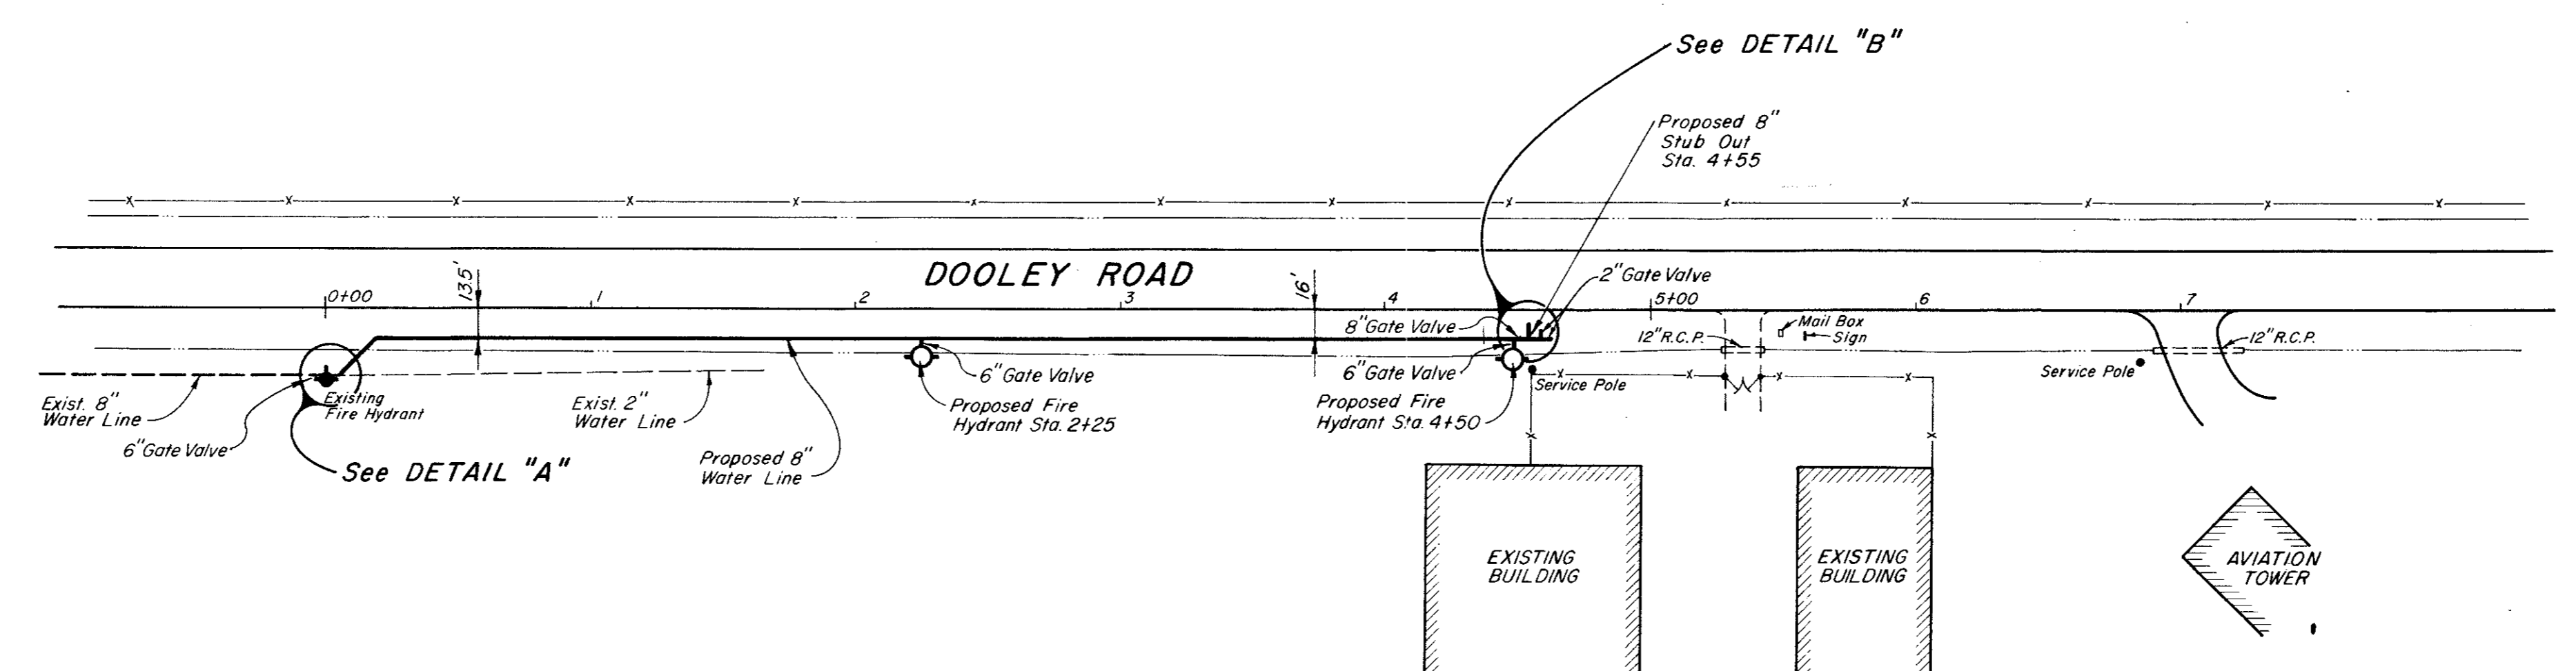 See DETAIL "B"
Proposed 8"
Stub Out
Sta. 4+55
DOOLEY ROAD
13.5'
16'
2" Gate Valve
0+00
1
2
3
4
5+00
6
7
8" Gate Valve
12" R.C.P.
Mail Box
Sign
12" R.C.P.
6" Gate Valve
6" Gate Valve
Service Pole
Service Pole
Exist. 8"
Water Line
Existing
Fire Hydrant
Exist. 2"
Water Line
Proposed Fire
Hydrant Sta. 2+25
Proposed Fire
Hydrant Sta. 4+50
6" Gate Valve
See DETAIL "A"
Proposed 8"
Water Line
EXISTING
BUILDING
EXISTING
BUILDING
AVIATION
TOWER